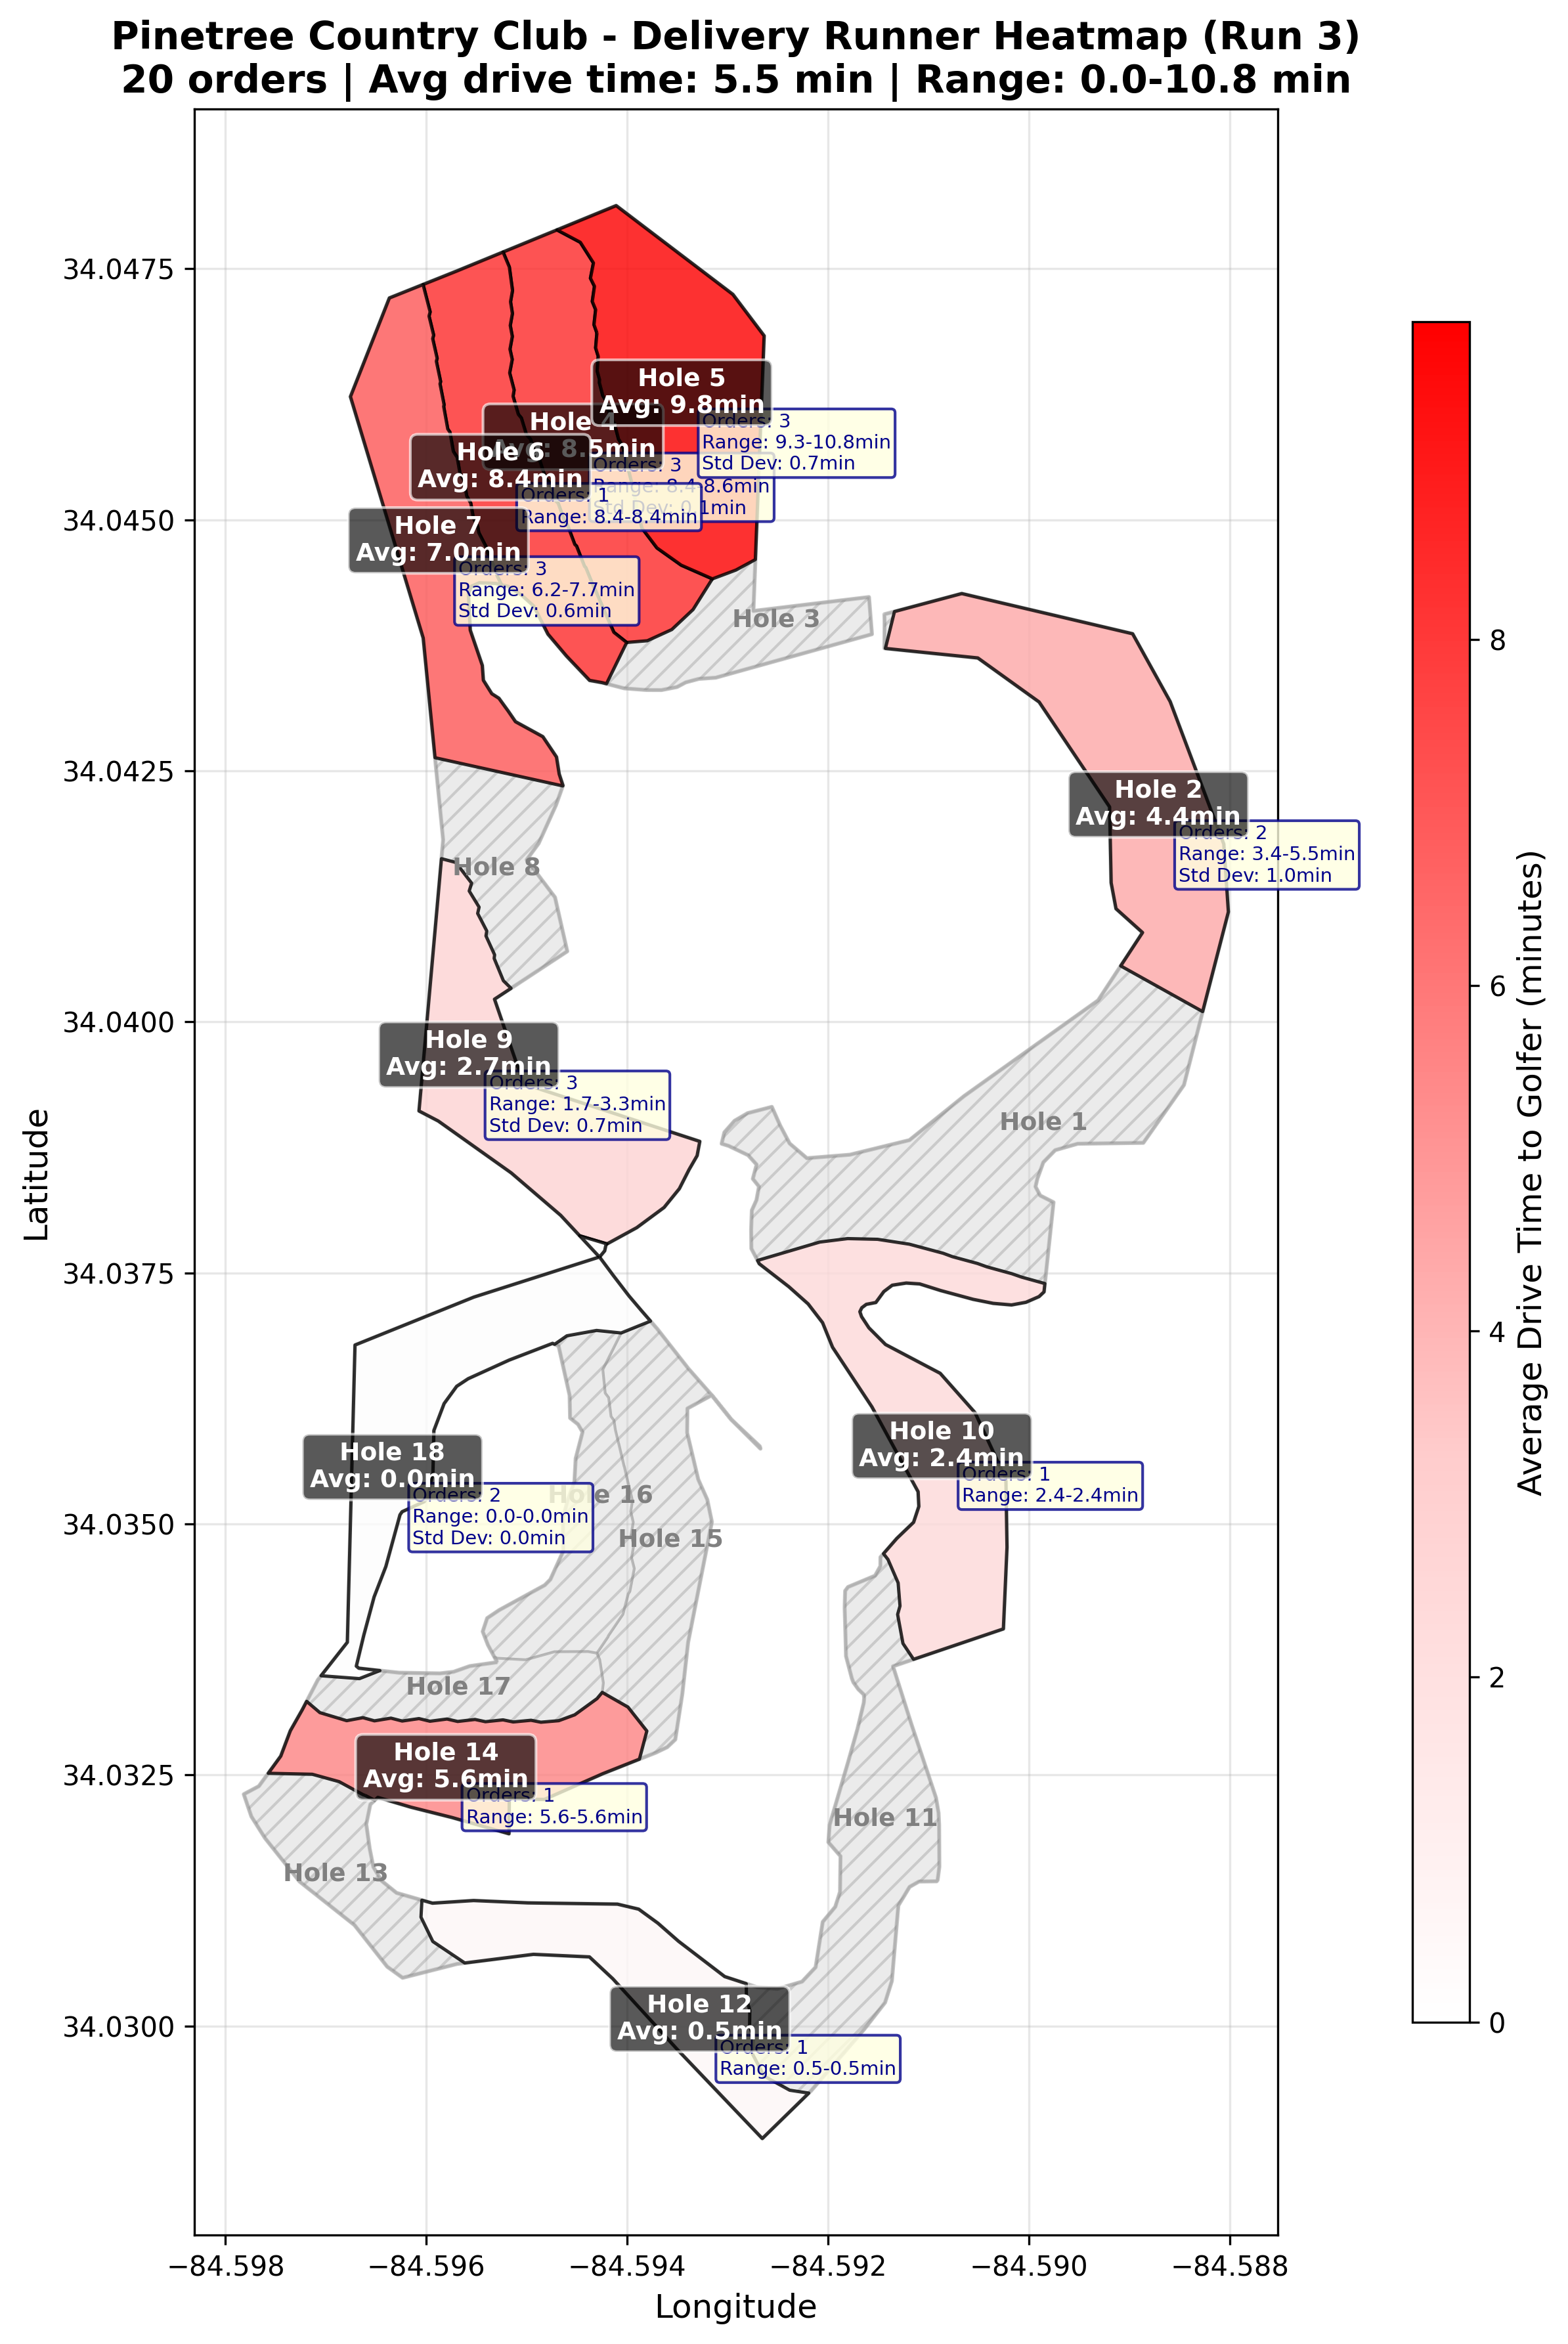 Pinetree Country Club - Delivery Runner Heatmap (Run 3)
20 orders | Avg drive time: 5.5 min | Range: 0.0-10.8 min
34.0475
34.0450
34.0425
34.0400
34.0375
34.0350
34.0325
34.0300
Latitude
−84.598
−84.596
−84.594
−84.592
−84.590
−84.588
Longitude
Hole 5
Avg: 9.8min
Orders: 3
Range: 9.3-10.8min
Std Dev: 0.7min
Hole 4
Avg: 8.5min
Orders: 3
Range: 8.4-8.6min
Std Dev: 0.1min
Hole 6
Avg: 8.4min
Orders: 1
Range: 8.4-8.4min
Hole 7
Avg: 7.0min
Orders: 3
Range: 6.2-7.7min
Std Dev: 0.6min
Hole 3
Hole 2
Avg: 4.4min
Orders: 2
Range: 3.4-5.5min
Std Dev: 1.0min
Hole 8
Hole 9
Avg: 2.7min
Orders: 3
Range: 1.7-3.3min
Std Dev: 0.7min
Hole 1
Hole 10
Avg: 2.4min
Orders: 1
Range: 2.4-2.4min
Hole 18
Avg: 0.0min
Orders: 2
Range: 0.0-0.0min
Std Dev: 0.0min
Hole 16
Hole 15
Hole 17
Hole 14
Avg: 5.6min
Orders: 1
Range: 5.6-5.6min
Hole 11
Hole 13
Hole 12
Avg: 0.5min
Orders: 1
Range: 0.5-0.5min
8
6
4
2
0
Average Drive Time to Golfer (minutes)